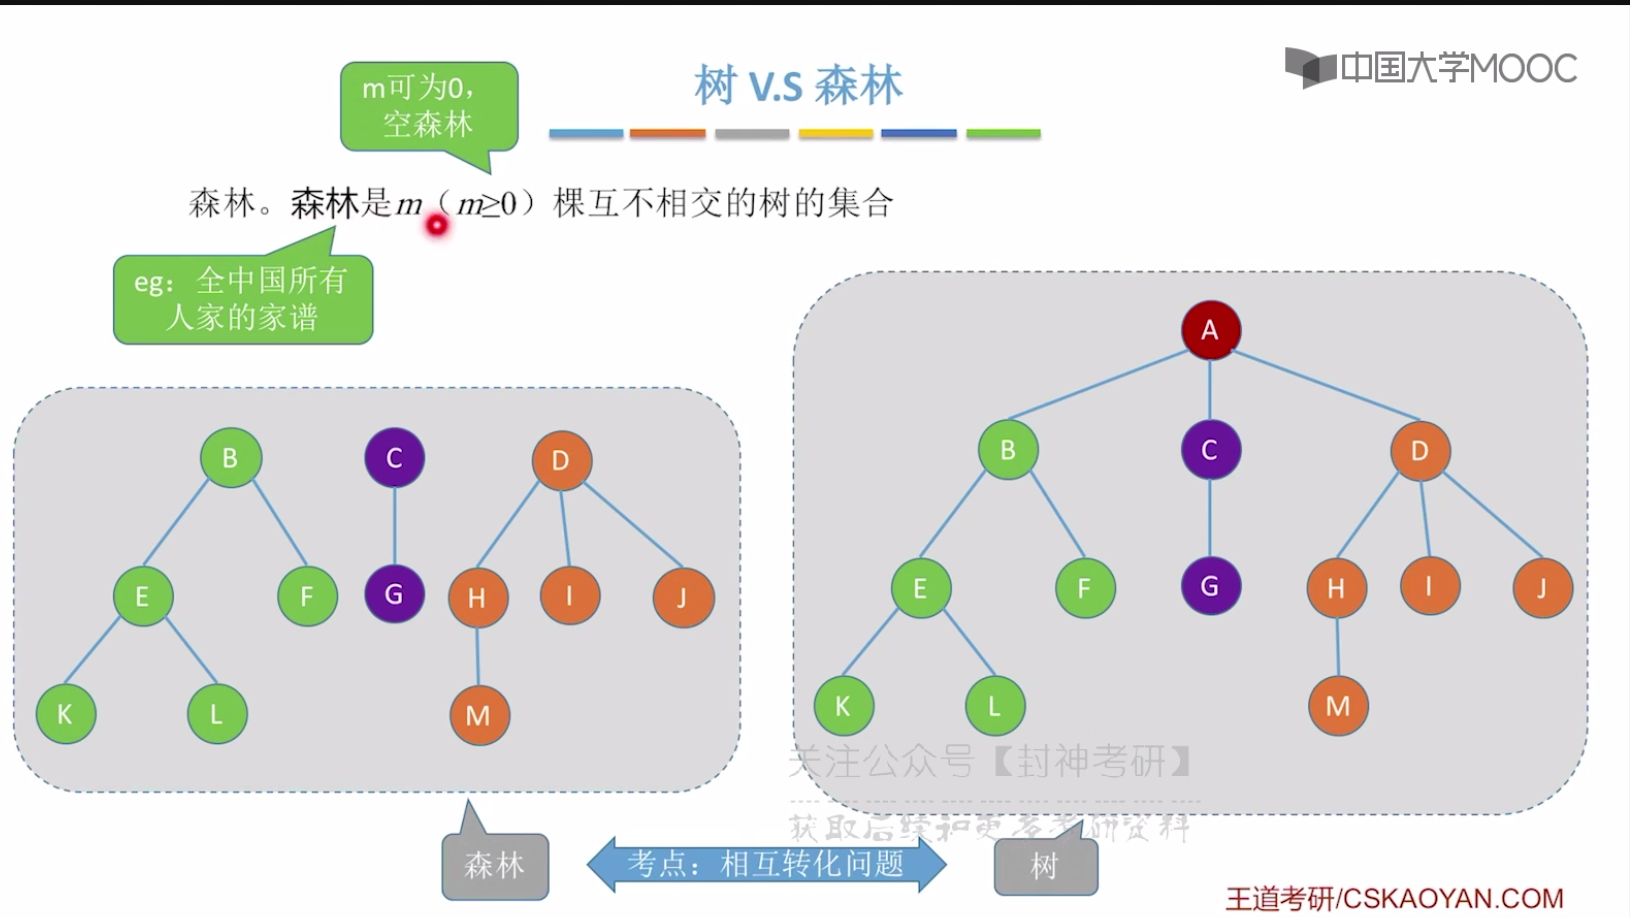 中国大学MOOC
树 V.S 森林
m可为0，
空森林
森林。森林是m（m≥0）棵互不相交的树的集合
eg：全中国所有
人家的家谱
B
C
D
E
F
G
H
I
J
K
L
M
A
B
C
D
E
F
G
H
I
J
K
L
M
关注公众号【封神考研】
获取后续和更多考研资料
森林
考点：相互转化问题
树
王道考研/CSKAOYAN.COM